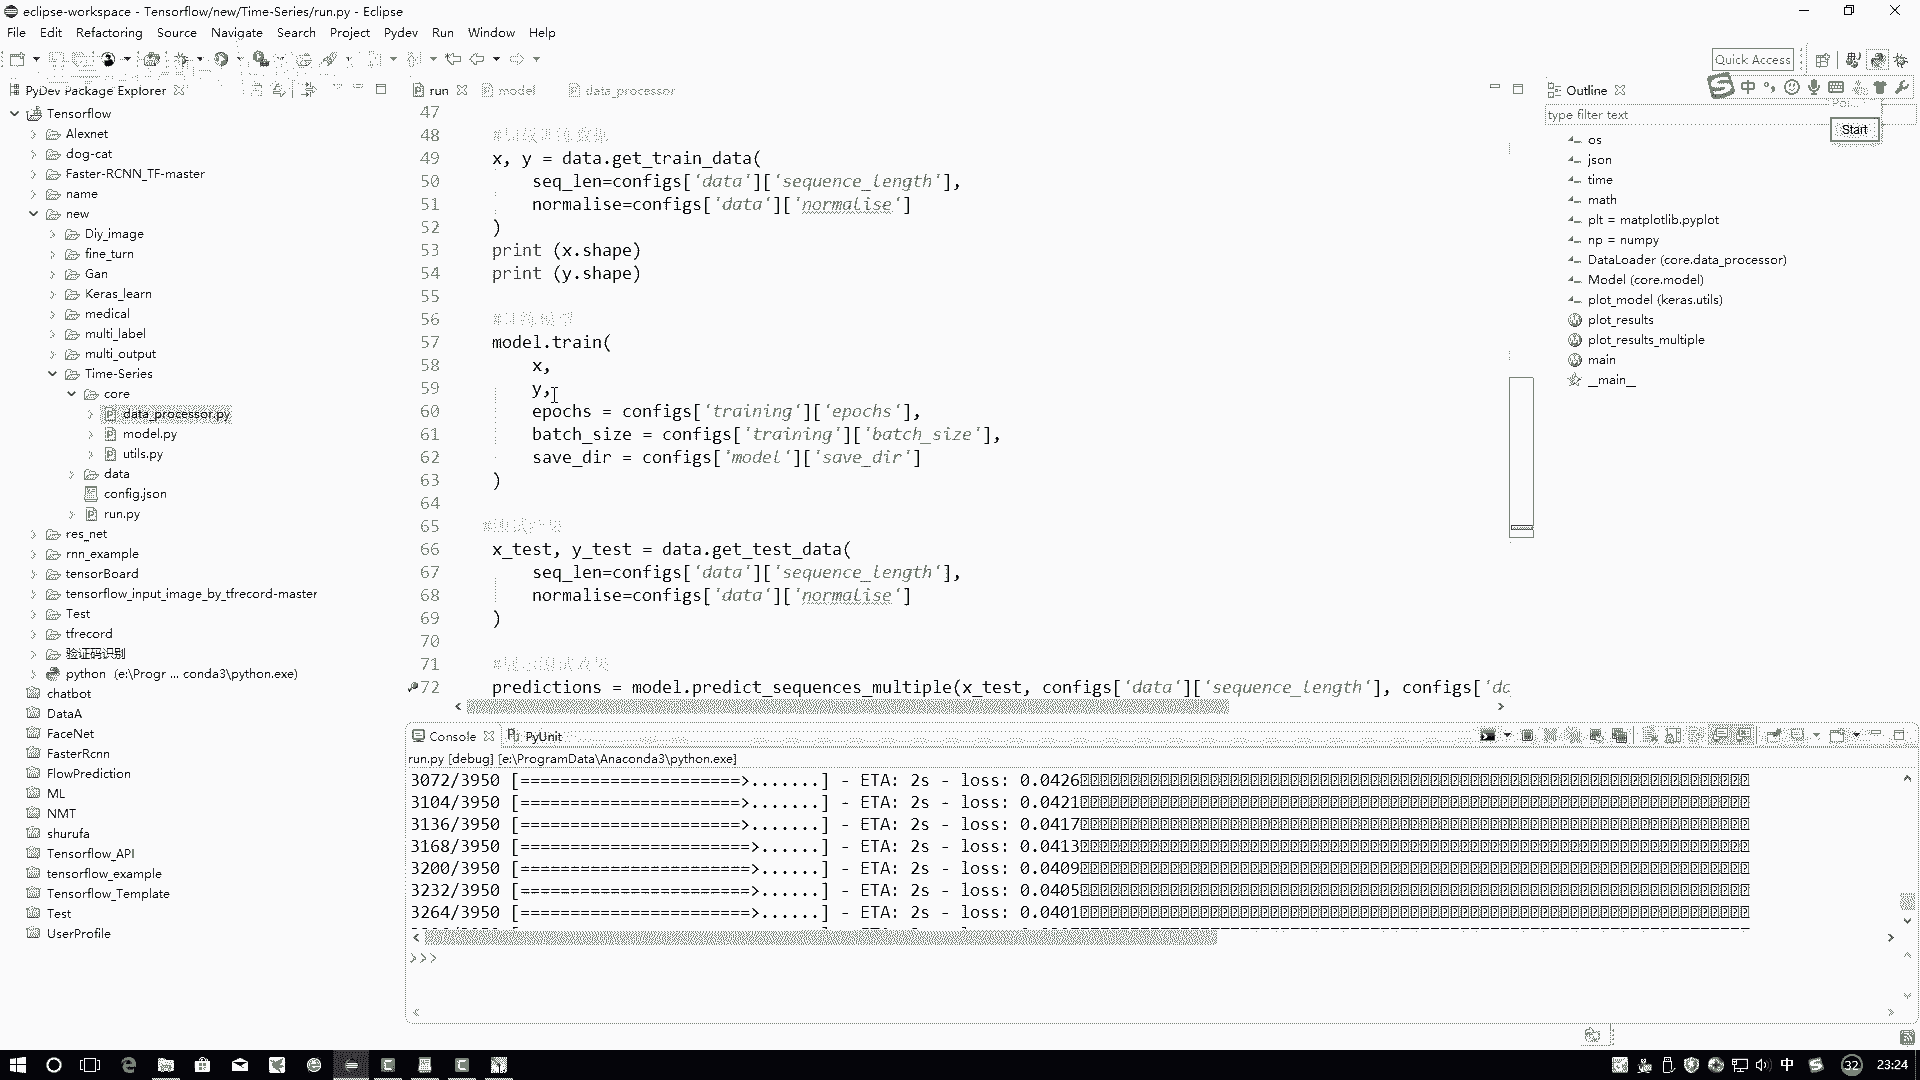 eclipse-workspace - Tensorflow/new/Time-Series/run.py - Eclipse
File Edit Refactoring Source Navigate Search Project Pydev Run Window Help
Quick Access
PyDev Package Explorer
Tensorflow
Alexnet
dog-cat
Faster-RCNN_TF-master
name
new
Diy_image
fine_turn
Gan
Keras_learn
medical
multi_label
multi_output
Time-Series
core
data_processor.py
model.py
utils.py
data
config.json
run.py
res_net
rnn_example
tensorBoard
tensorflow_input_image_by_tfrecord-master
Test
tfrecord
验证码识别
python (e:\Progr ... conda3\python.exe)
chatbot
DataA
FaceNet
FasterRcnn
FlowPrediction
ML
NMT
shurufa
Tensorflow_API
tensorflow_example
Tensorflow_Template
Test
UserProfile
run model data_processor
47
48
49 x, y = data.get_train_data(
50 seq_len=configs['data']['sequence_length'],
51 normalise=configs['data']['normalise']
52 )
53 print (x.shape)
54 print (y.shape)
55
56
57 model.train(
58 x,
59 y,
60 epochs = configs['training']['epochs'],
61 batch_size = configs['training']['batch_size'],
62 save_dir = configs['model']['save_dir']
63 )
64
65
66 x_test, y_test = data.get_test_data(
67 seq_len=configs['data']['sequence_length'],
68 normalise=configs['data']['normalise']
69 )
70
71
72 predictions = model.predict_sequences_multiple(x_test, configs['data']['sequence_length'], configs['da
Console PyUnit
run.py [debug] [e:\ProgramData\Anaconda3\python.exe]
3072/3950 [======================>.......] - ETA: 2s - loss: 0.0426
3104/3950 [======================>.......] - ETA: 2s - loss: 0.0421
3136/3950 [======================>.......] - ETA: 2s - loss: 0.0417
3168/3950 [=======================>......] - ETA: 2s - loss: 0.0413
3200/3950 [=======================>......] - ETA: 2s - loss: 0.0409
3232/3950 [=======================>......] - ETA: 2s - loss: 0.0405
3264/3950 [=======================>......] - ETA: 2s - loss: 0.0401
>>>
中
Outline
Start
type filter text
os
json
time
math
plt = matplotlib.pyplot
np = numpy
DataLoader (core.data_processor)
Model (core.model)
plot_model (keras.utils)
plot_results
plot_results_multiple
main
__main__
中 32 23:24